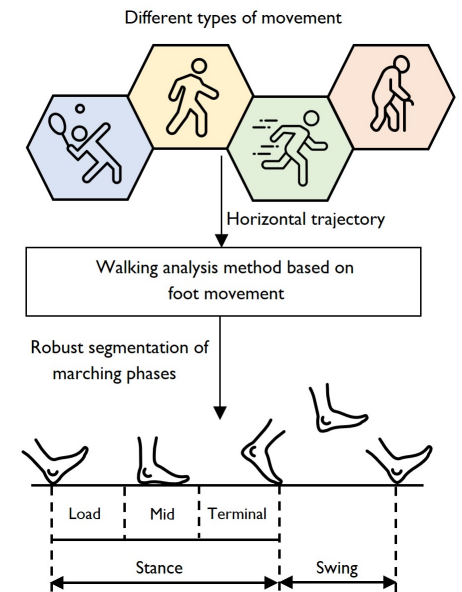 Different types of movement
Horizontal trajectory
Walking analysis method based on
foot movement
Robust segmentation of
marching phases
Load
Mid
Terminal
Stance
Swing